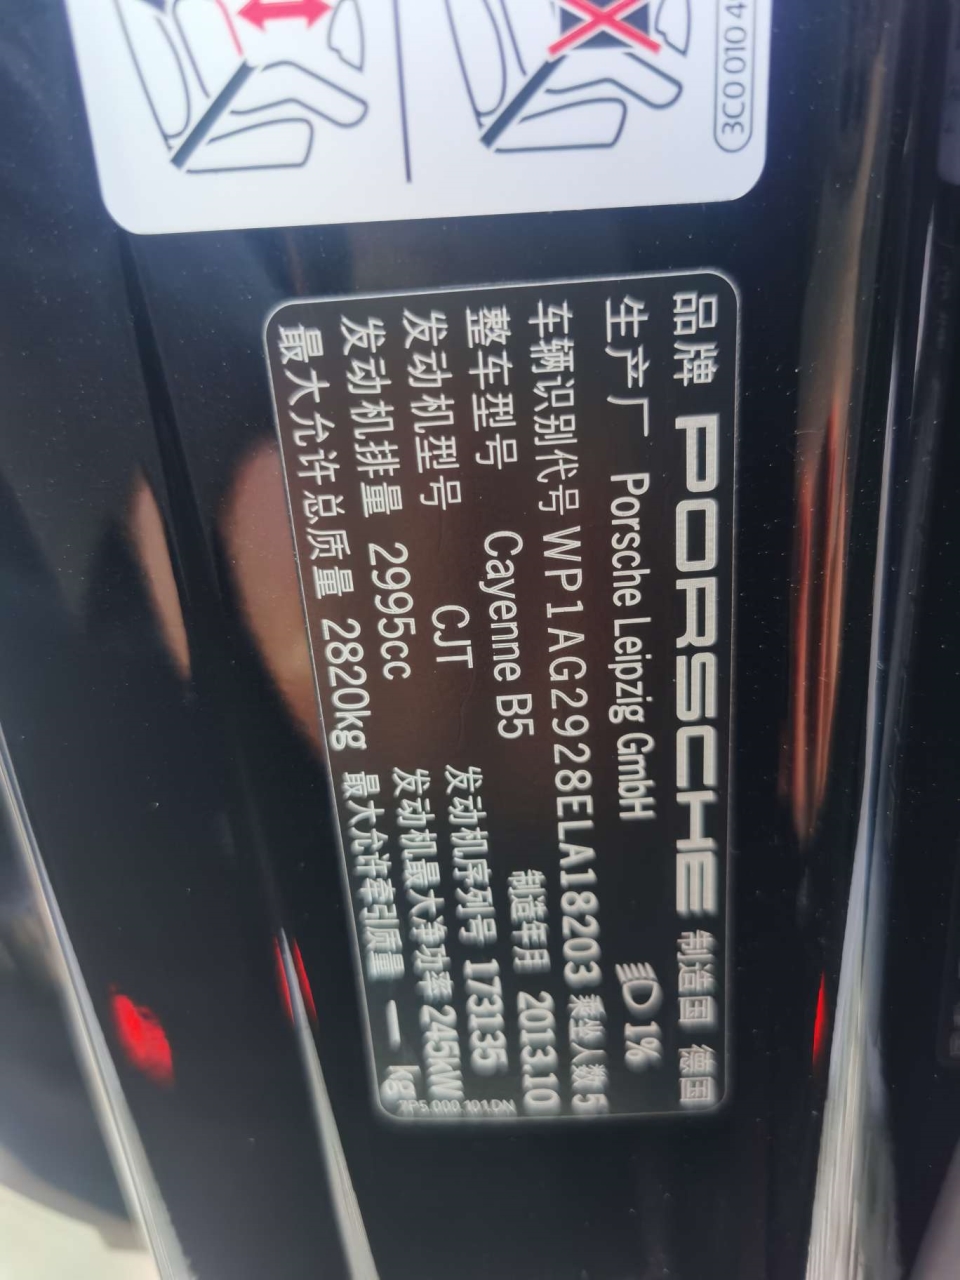 3C0 010 4
品牌 PORSCHE 制造国 德国
生产厂 Porsche Leipzig GmbH 1%
车辆识别代号 WP1AG2928ELA18203 乘坐人数 5
整车型号 Cayenne B5 制造年月 2013.10
发动机型号 CJT 发动机序列号 173135
发动机排量 2995cc 发动机最大净功率 245KW
最大允许总质量 2820kg 最大允许牵引质量 — kg
7P5.000.101.DN